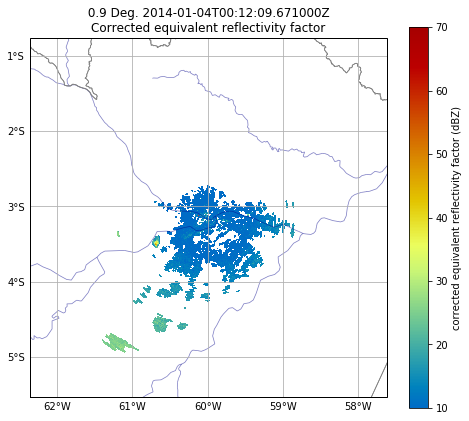 0.9 Deg. 2014-01-04T00:12:09.671000Z
Corrected equivalent reflectivity factor
1°S
2°S
3°S
4°S
5°S
62°W
61°W
60°W
59°W
58°W
70
60
50
40
30
20
10
corrected equivalent reflectivity factor (dBZ)